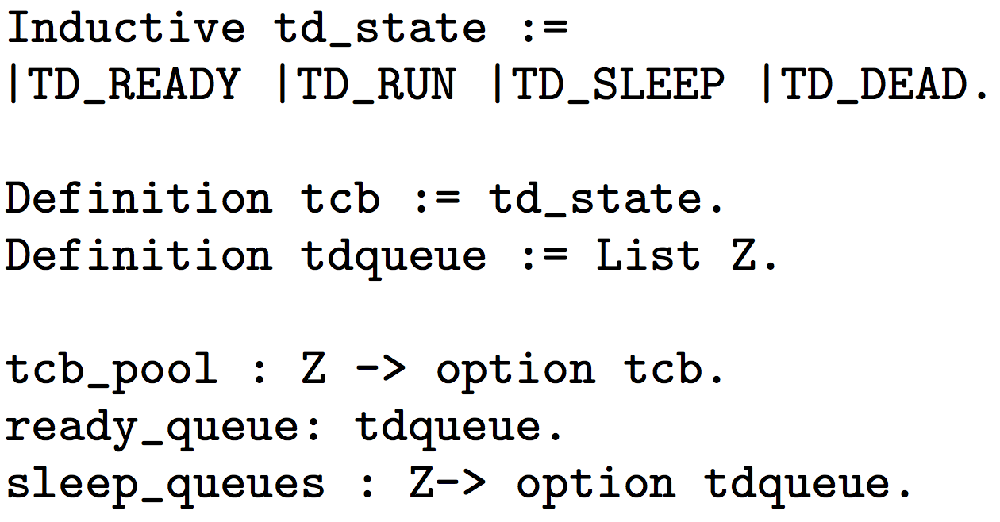 Inductive td_state :=
|TD_READY |TD_RUN |TD_SLEEP |TD_DEAD.
Definition tcb := td_state.
Definition tdqueue := List Z.
tcb_pool : Z -> option tcb.
ready_queue: tdqueue.
sleep_queues : Z-> option tdqueue.